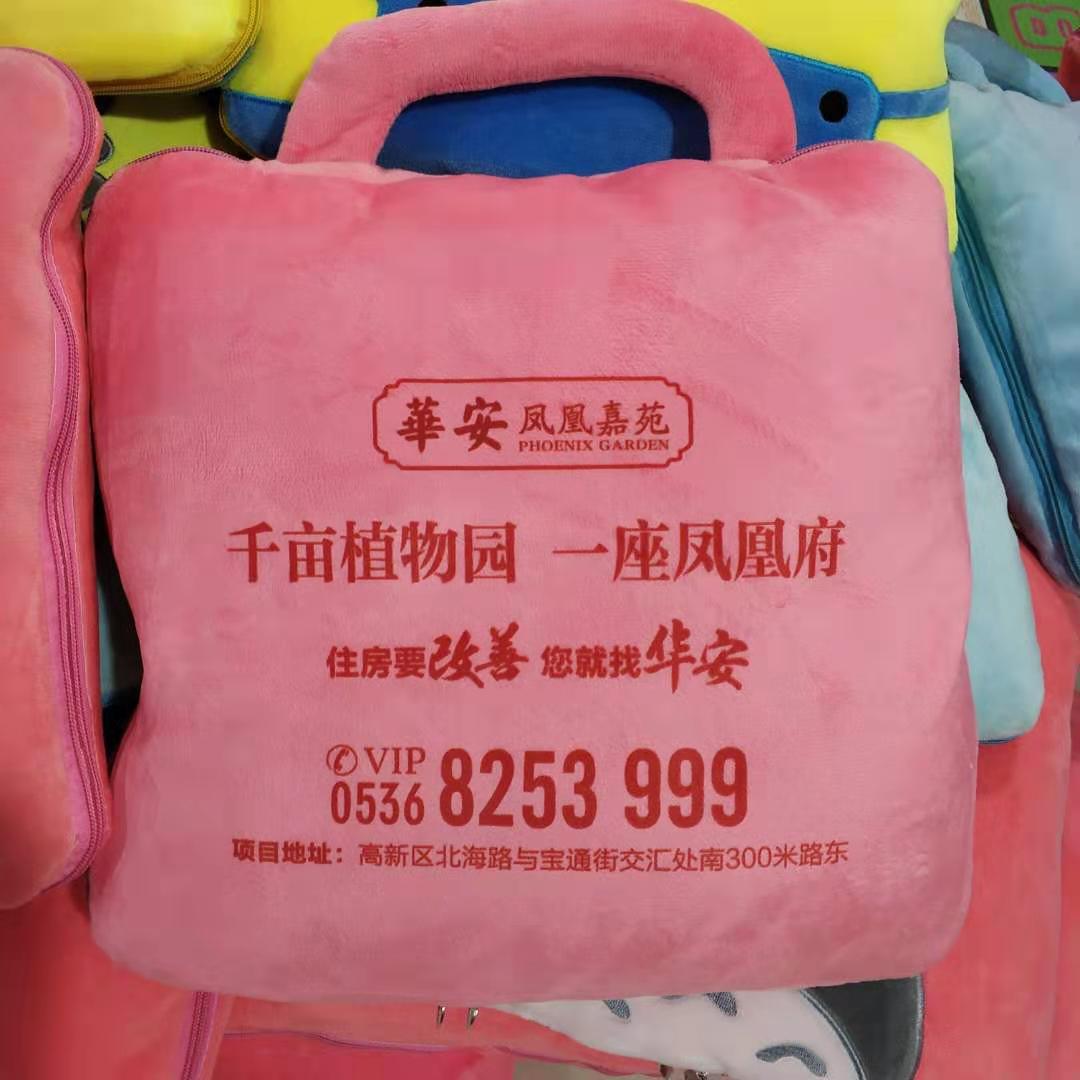 華安 凤凰嘉苑
PHOENIX GARDEN
千亩植物园 一座凤凰府
住房要改善 您就找华安
✆VIP
0536 8253 999
项目地址：高新区北海路与宝通街交汇处南300米路东